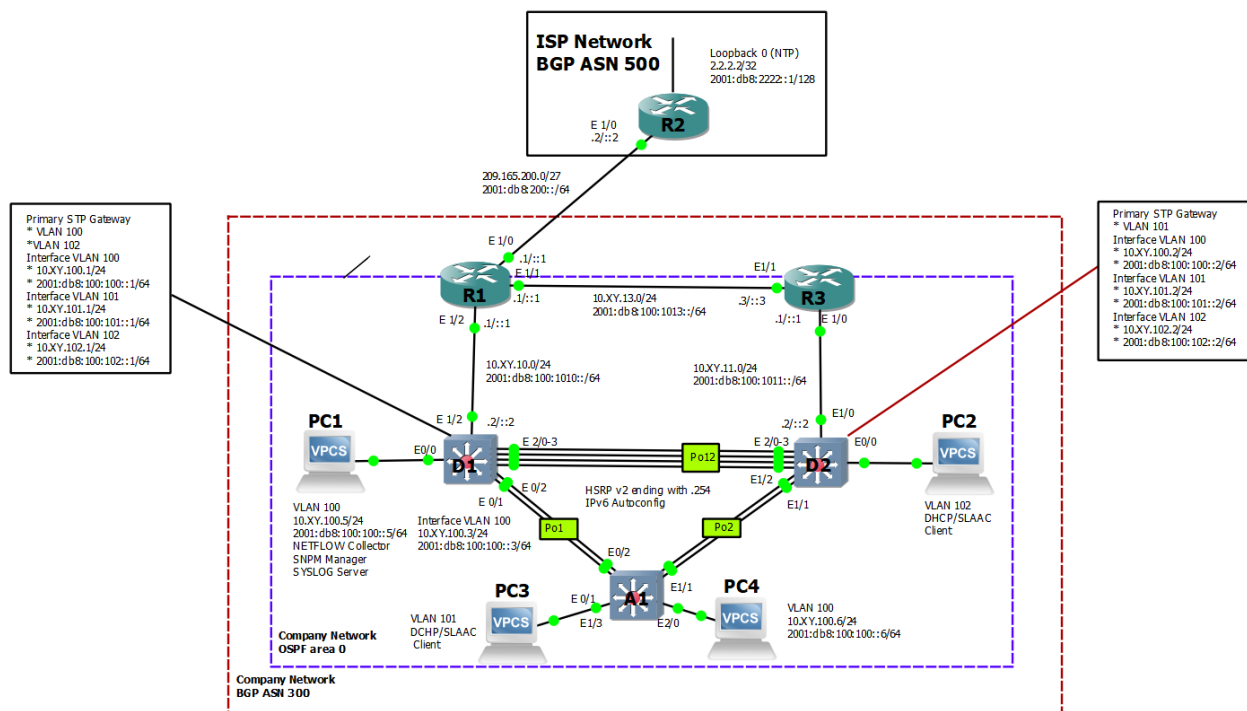 ISP Network
BGP ASN 500
Loopback 0 (NTP)
2.2.2.2/32
2001:db8:2222::1/128
R2
E 1/0
.2/::2
209.165.200.0/27
2001:db8:200::/64
Primary STP Gateway
* VLAN 100
*VLAN 102
Interface VLAN 100
* 10.XY.100.1/24
* 2001:db8:100:100::1/64
Interface VLAN 101
* 10.XY.101.1/24
* 2001:db8:100:101::1/64
Interface VLAN 102
* 10.XY.102.1/24
* 2001:db8:100:102::1/64
Primary STP Gateway
* VLAN 101
Interface VLAN 100
* 10.XY.100.2/24
* 2001:db8:100:100::2/64
Interface VLAN 101
* 10.XY.101.2/24
* 2001:db8:100:101::2/64
Interface VLAN 102
* 10.XY.102.2/24
* 2001:db8:100:102::2/64
E 1/0
.1/::1
E 1/1
.1/::1
R1
E 1/2
.1/::1
10.XY.13.0/24
2001:db8:100:1013::/64
E1/1
.3/::3
R3
.1/::1
E 1/0
10.XY.10.0/24
2001:db8:100:1010::/64
10.XY.11.0/24
2001:db8:100:1011::/64
E 1/2
.2/::2
E1/0
.2/::2
PC1
VPCS
E0/0
D1
E 2/0-3
Po12
E 2/0-3
D2
E0/0
PC2
VPCS
E 0/2
E 0/1
HSRP v2 ending with .254
IPv6 Autoconfig
E1/2
E1/1
VLAN 100
10.XY.100.5/24
2001:db8:100:100::5/64
NETFLOW Collector
SNPM Manager
SYSLOG Server
Interface VLAN 100
10.XY.100.3/24
2001:db8:100:100::3/64
Po1
Po2
VLAN 102
DHCP/SLAAC
Client
E0/2
E 0/1
A1
E1/1
PC3
VPCS
E1/3
E2/0
PC4
VPCS
VLAN 101
DCHP/SLAAC
Client
VLAN 100
10.XY.100.6/24
2001:db8:100:100::6/64
Company Network
OSPF area 0
Company Network
BGP ASN 300